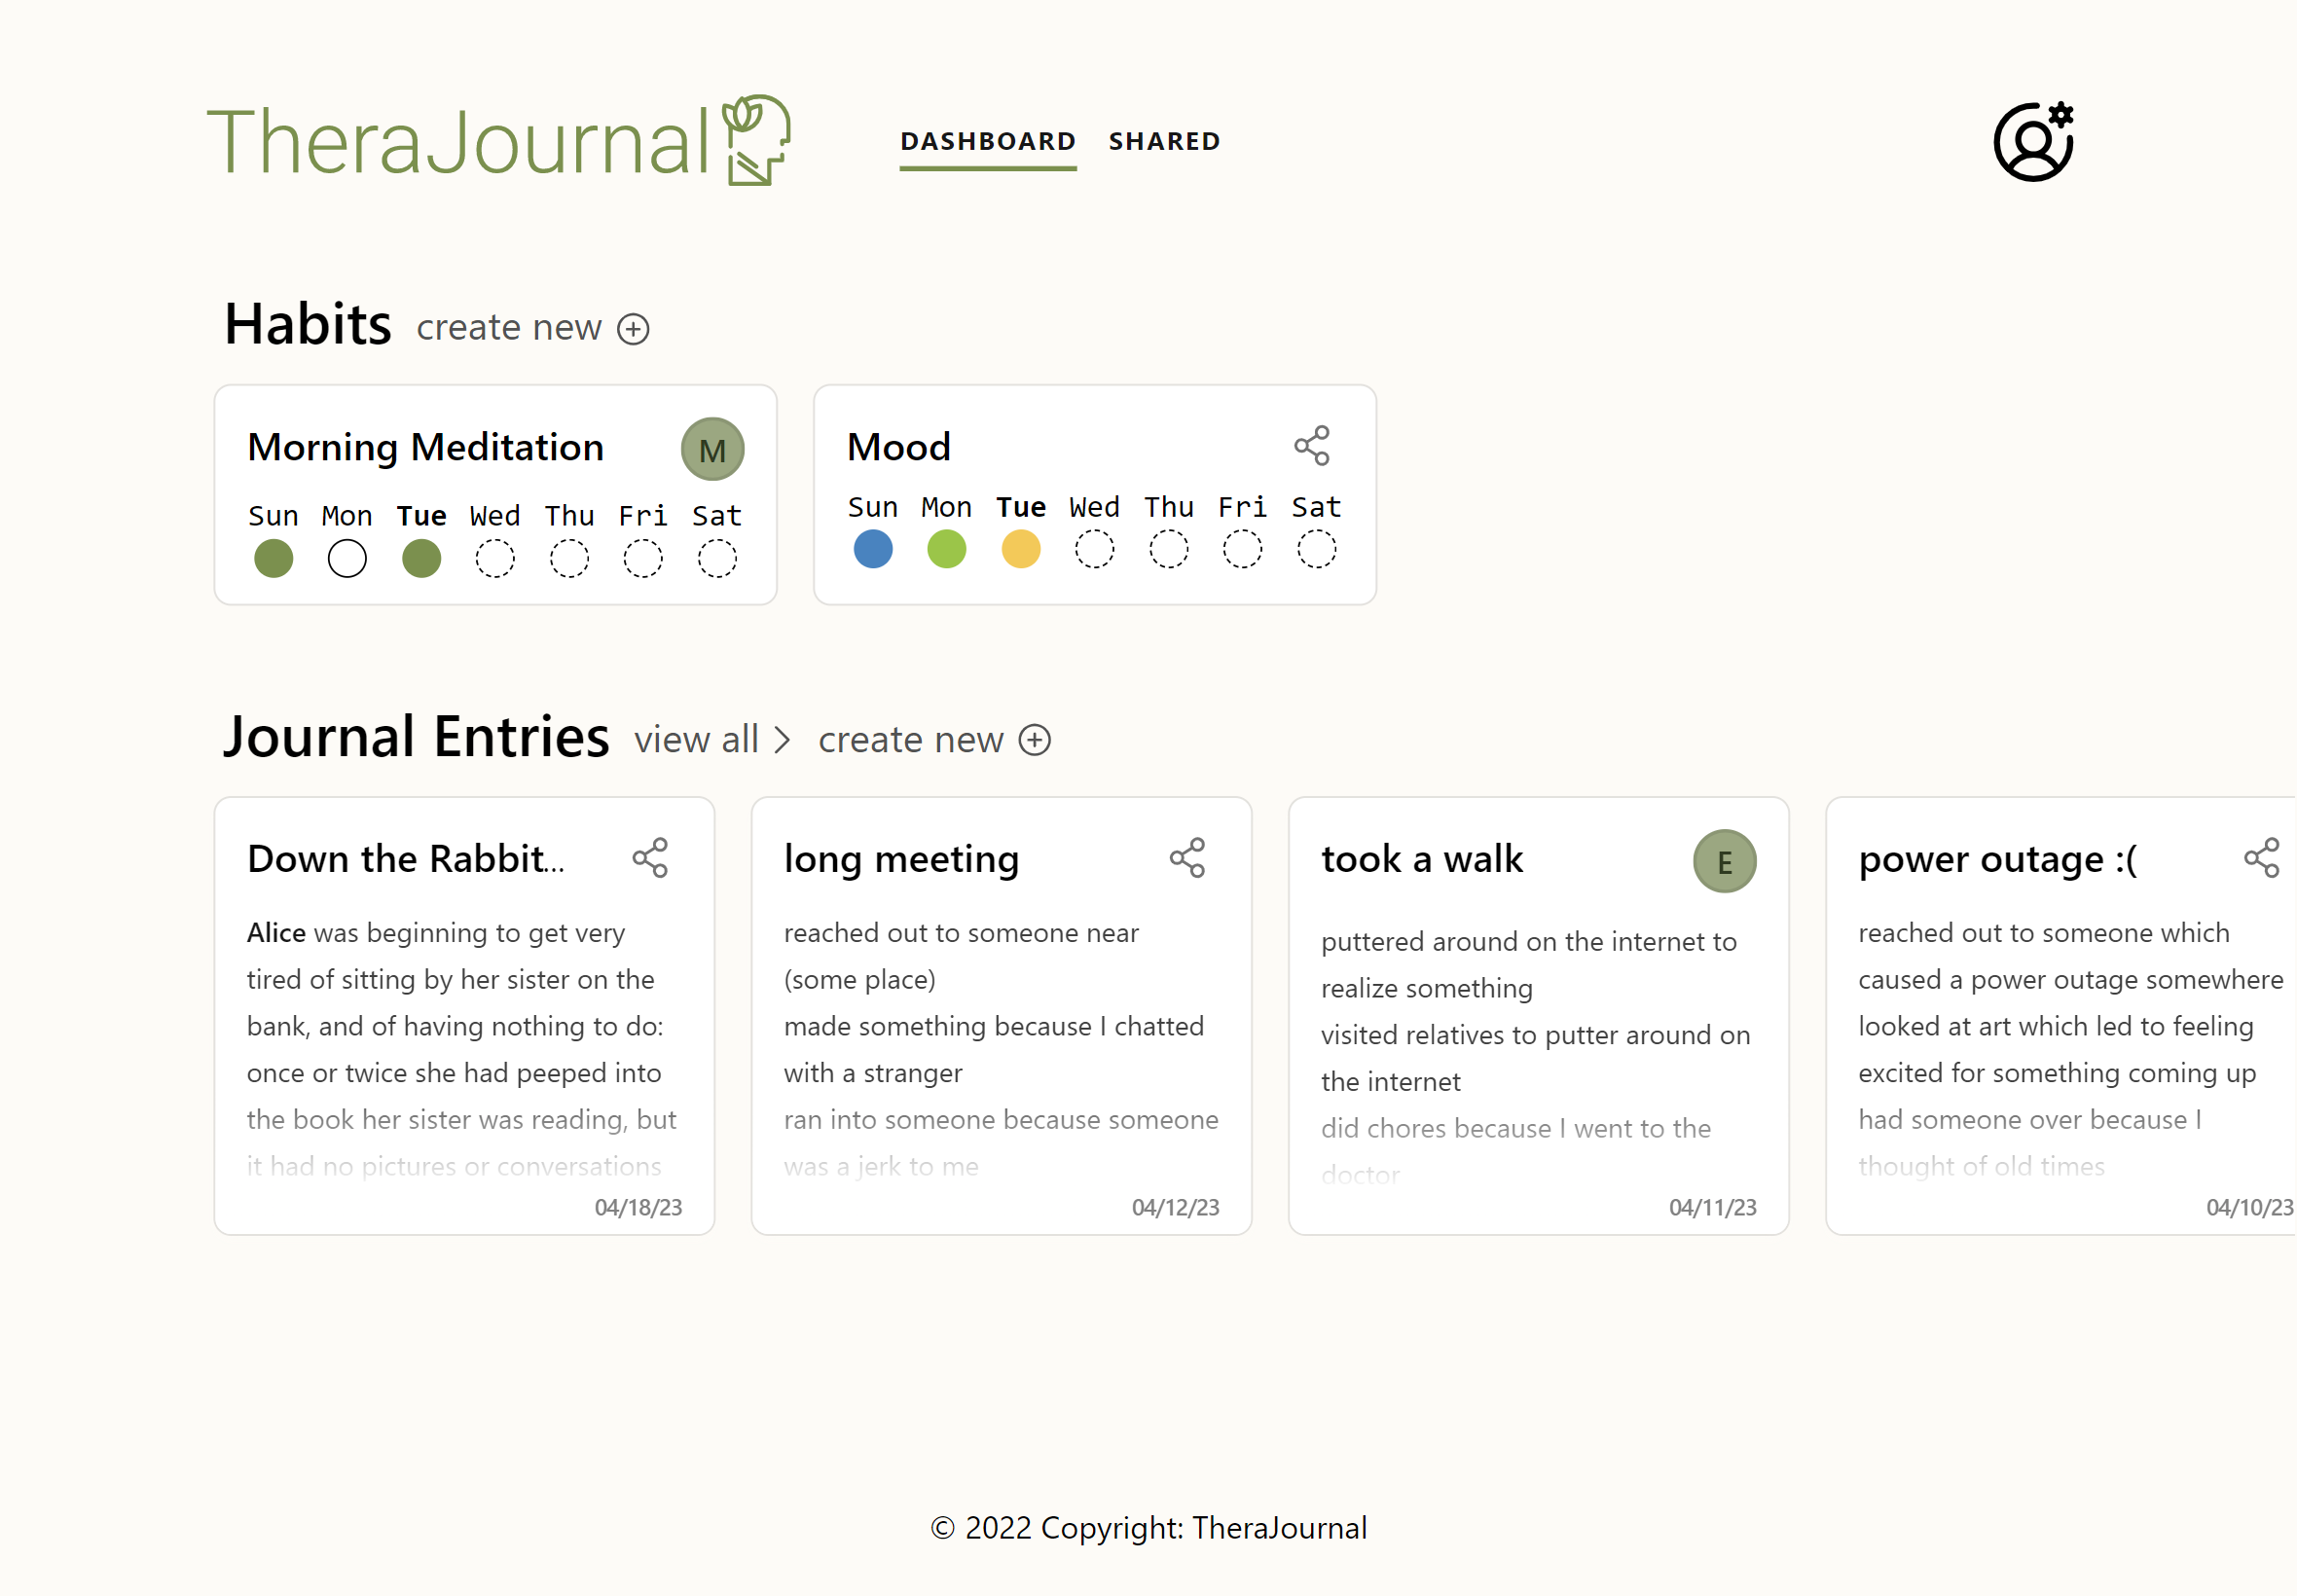 TheraJournal
DASHBOARD SHARED
Habits create new
Morning Meditation M
Sun Mon Tue Wed Thu Fri Sat
Mood
Sun Mon Tue Wed Thu Fri Sat
Journal Entries view all create new
Down the Rabbit...
Alice was beginning to get very
tired of sitting by her sister on the
bank, and of having nothing to do:
once or twice she had peeped into
the book her sister was reading, but
it had no pictures or conversations
04/18/23
long meeting
reached out to someone near
(some place)
made something because I chatted
with a stranger
ran into someone because someone
was a jerk to me
04/12/23
took a walk E
puttered around on the internet to
realize something
visited relatives to putter around on
the internet
did chores because I went to the
doctor
04/11/23
power outage :(
reached out to someone which
caused a power outage somewhere
looked at art which led to feeling
excited for something coming up
had someone over because I
thought of old times
04/10/23
© 2022 Copyright: TheraJournal